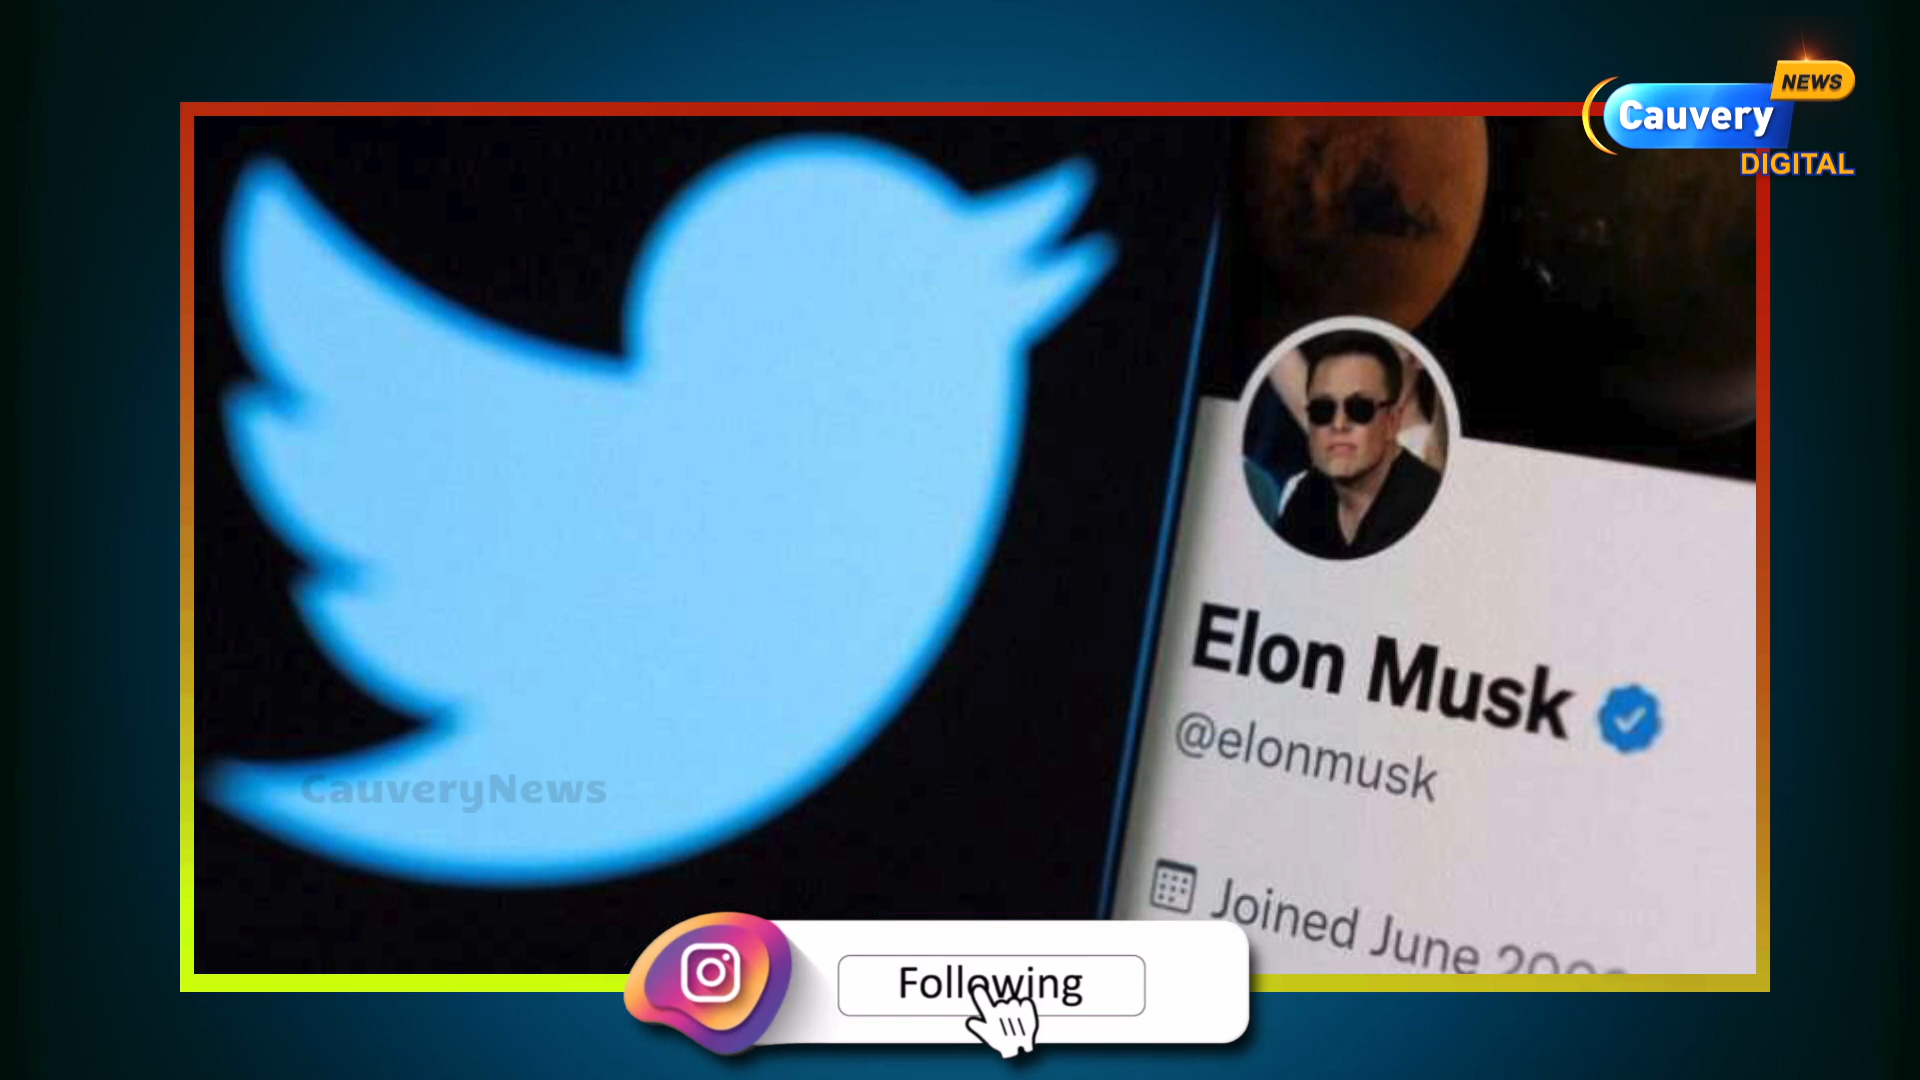 NEWS
Cauvery
DIGITAL
Elon Musk
@elonmusk
CauveryNews
Joined June
Following